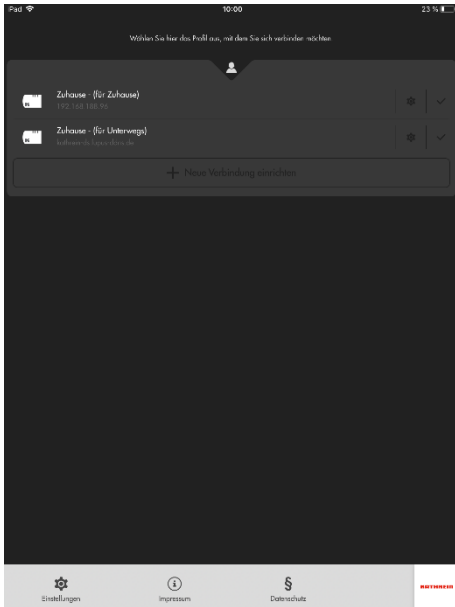 iPad
10:00
23 %
Wählen Sie hier das Profil aus, mit dem Sie sich verbinden möchten
Zuhause - (für Zuhause)
192.168.188.96
Zuhause - (für Unterwegs)
Neue Verbindung einrichten
Einstellungen
Impressum
Datenschutz
KATHREIN